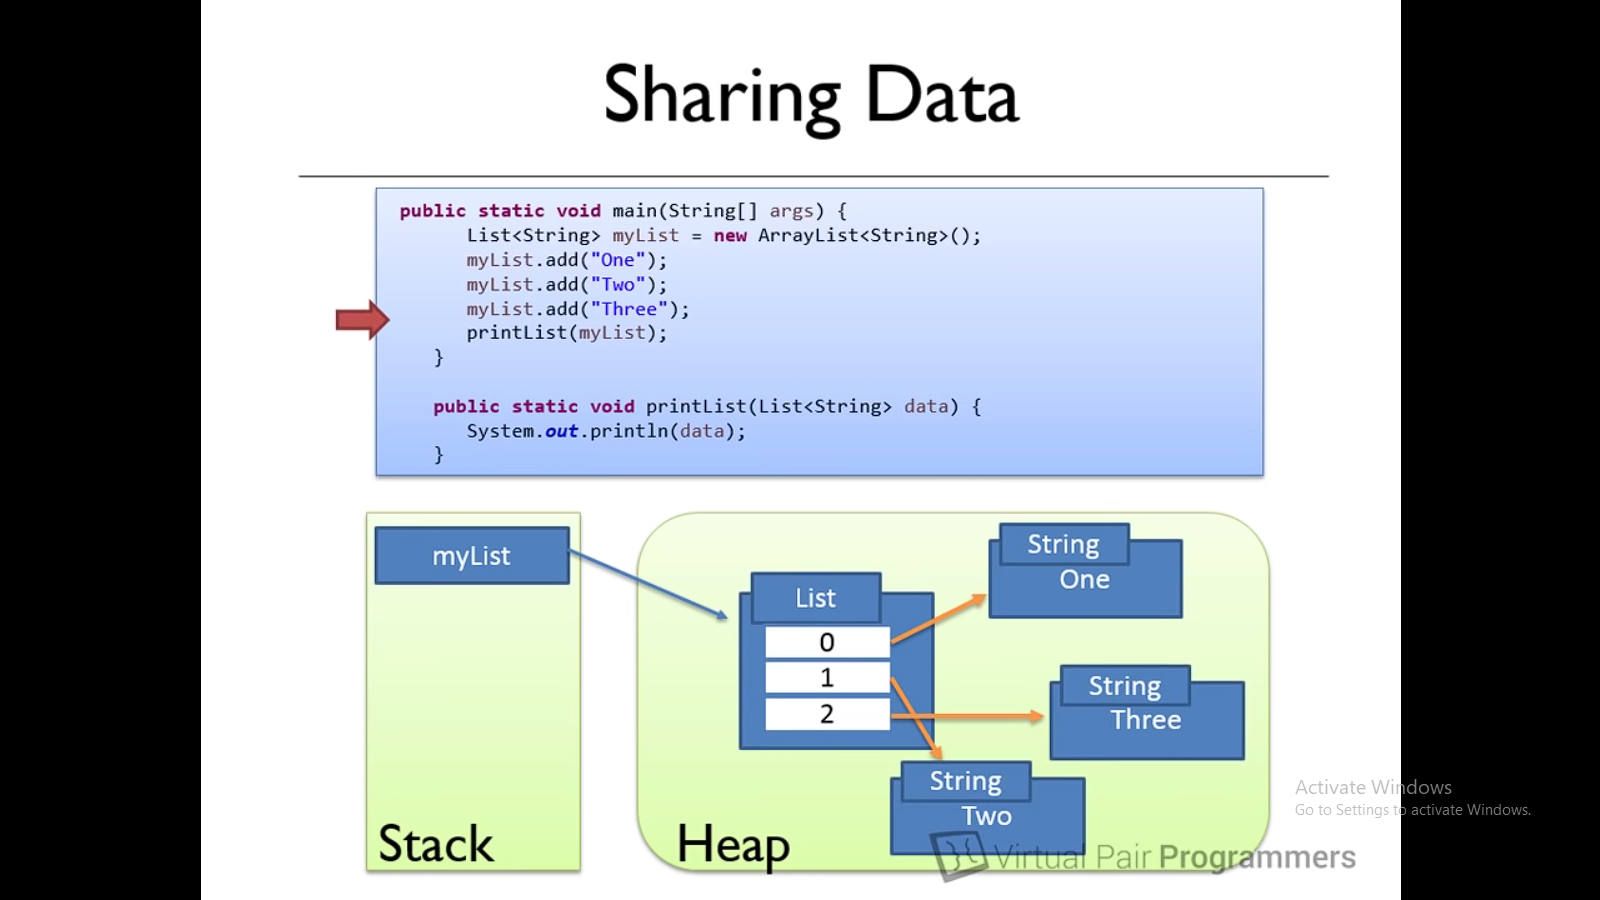 Sharing Data
public static void main(String[] args) {
List<String> myList = new ArrayList<String>();
myList.add("One");
myList.add("Two");
myList.add("Three");
printList(myList);
}
public static void printList(List<String> data) {
System.out.println(data);
}
myList
Stack
List
0
1
2
String
One
String
Three
String
Two
Heap
Virtual Pair Programmers
Activate Windows
Go to Settings to activate Windows.